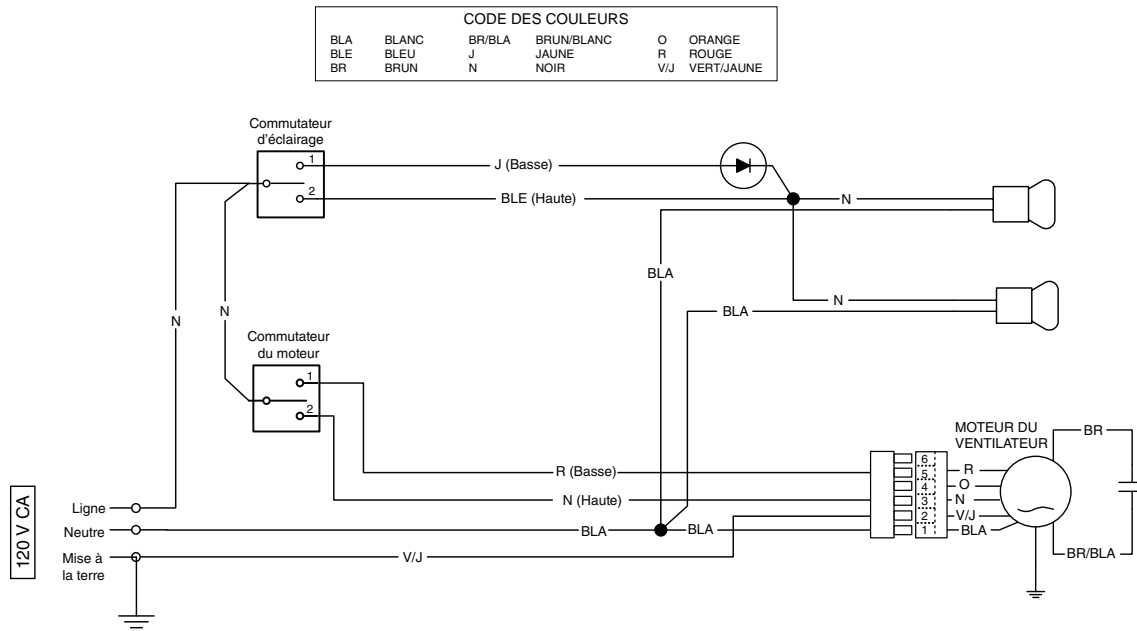 CODE DES COULEURS
BLA BLANC BR/BLA BRUN/BLANC O ORANGE
BLE BLEU J JAUNE R ROUGE
BR BRUN N NOIR V/J VERT/JAUNE
Commutateur
d'éclairage
1
J (Basse)
2
BLE (Haute)
N
BLA
N
BLA
N
N
Commutateur
du moteur
1
2
MOTEUR DU
VENTILATEUR
BR
R (Basse)
6
5
R
4
O
N (Haute)
3
N
2
V/J
1
BLA
120 V CA
Ligne
Neutre
BLA
BLA
BR/BLA
Mise à
la terre
V/J